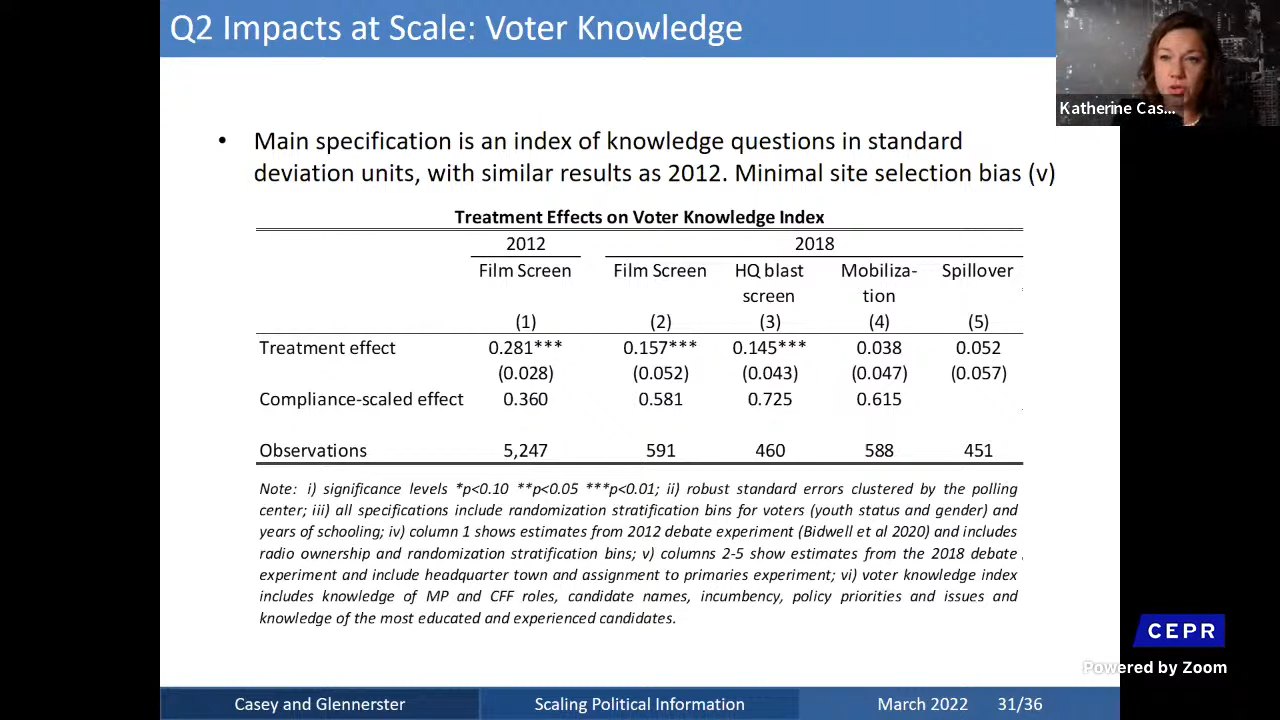 Q2 Impacts at Scale: Voter Knowledge
Katherine Cas...
• Main specification is an index of knowledge questions in standard
deviation units, with similar results as 2012. Minimal site selection bias (v)
Treatment Effects on Voter Knowledge Index
2012 2018
Film Screen Film Screen HQ blast Mobiliza- Spillover
screen tion
(1) (2) (3) (4) (5)
Treatment effect 0.281*** 0.157*** 0.145*** 0.038 0.052
(0.028) (0.052) (0.043) (0.047) (0.057)
Compliance-scaled effect 0.360 0.581 0.725 0.615
Observations 5,247 591 460 588 451
Note: i) significance levels *p<0.10 **p<0.05 ***p<0.01; ii) robust standard errors clustered by the polling
center; iii) all specifications include randomization stratification bins for voters (youth status and gender) and
years of schooling; iv) column 1 shows estimates from 2012 debate experiment (Bidwell et al 2020) and includes
radio ownership and randomization stratification bins; v) columns 2-5 show estimates from the 2018 debate
experiment and include headquarter town and assignment to primaries experiment; vi) voter knowledge index
includes knowledge of MP and CFF roles, candidate names, incumbency, policy priorities and issues and
knowledge of the most educated and experienced candidates.
CEPR
Powered by Zoom
Casey and Glennerster Scaling Political Information March 2022 31/36